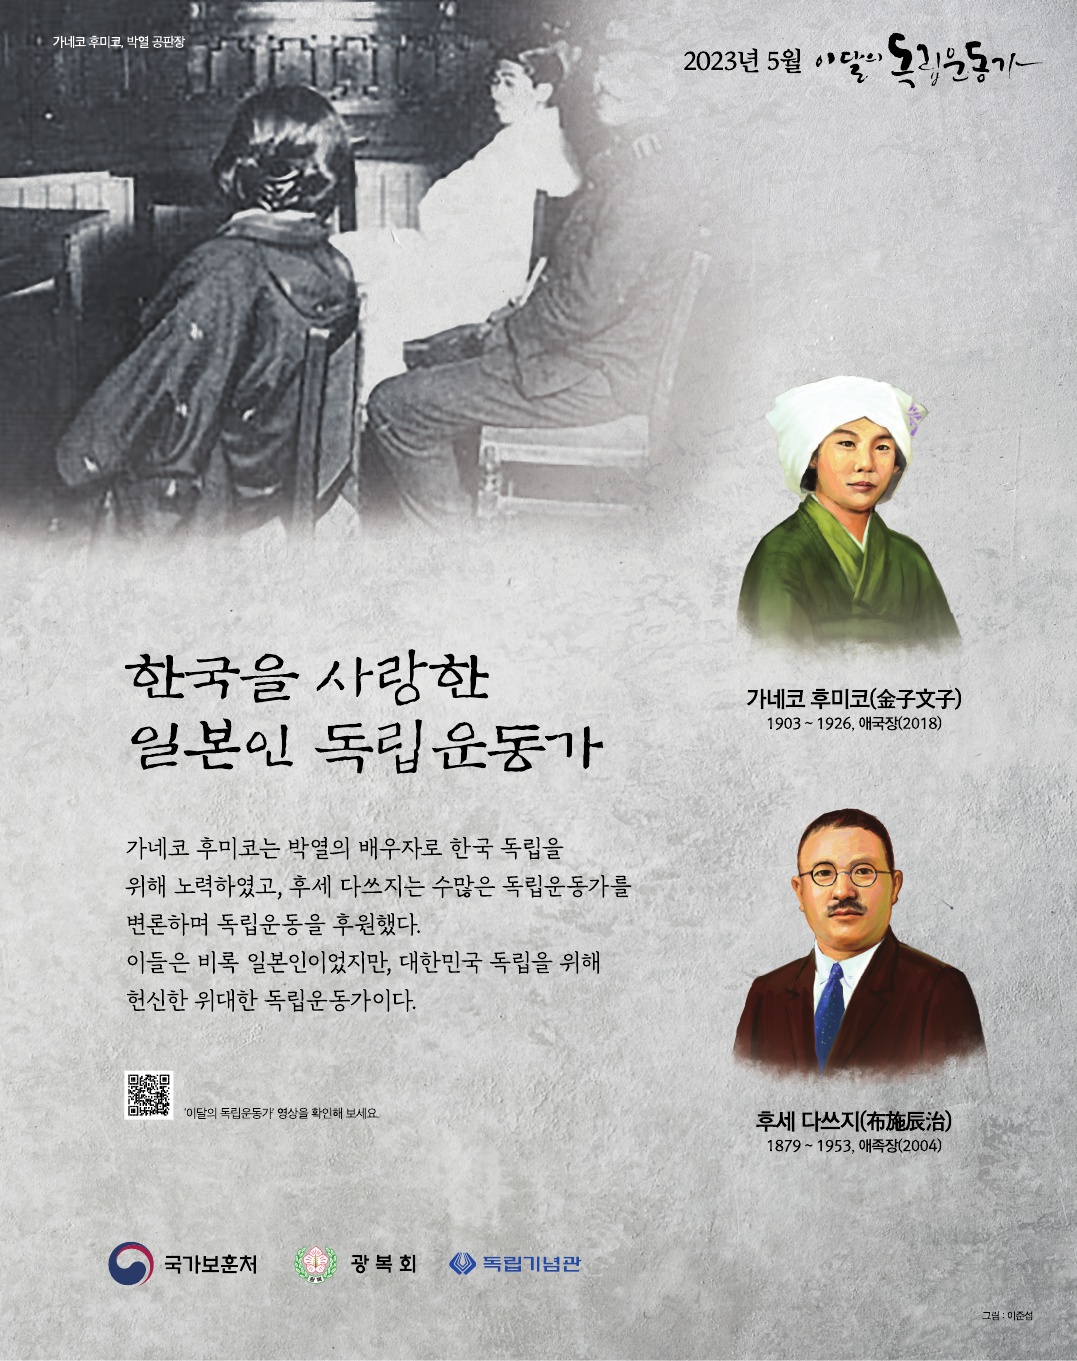 가네코 후미코, 박열 공판장
2023년 5월 이달의 독립운동가
가네코 후미코(金子文子)
1903 ~ 1926, 애국장(2018)
한국을 사랑한
일본인 독립운동가
가네코 후미코는 박열의 배우자로 한국 독립을
위해 노력하였고, 후세 다쓰지는 수많은 독립운동가를
변론하며 독립운동을 후원했다.
이들은 비록 일본인이었지만, 대한민국 독립을 위해
헌신한 위대한 독립운동가이다.
'이달의 독립운동가' 영상을 확인해 보세요.
후세 다쓰지(布施辰治)
1879 ~ 1953, 애족장(2004)
국가보훈처
광복회
광복 회
독립기념관
그림 : 이준섭